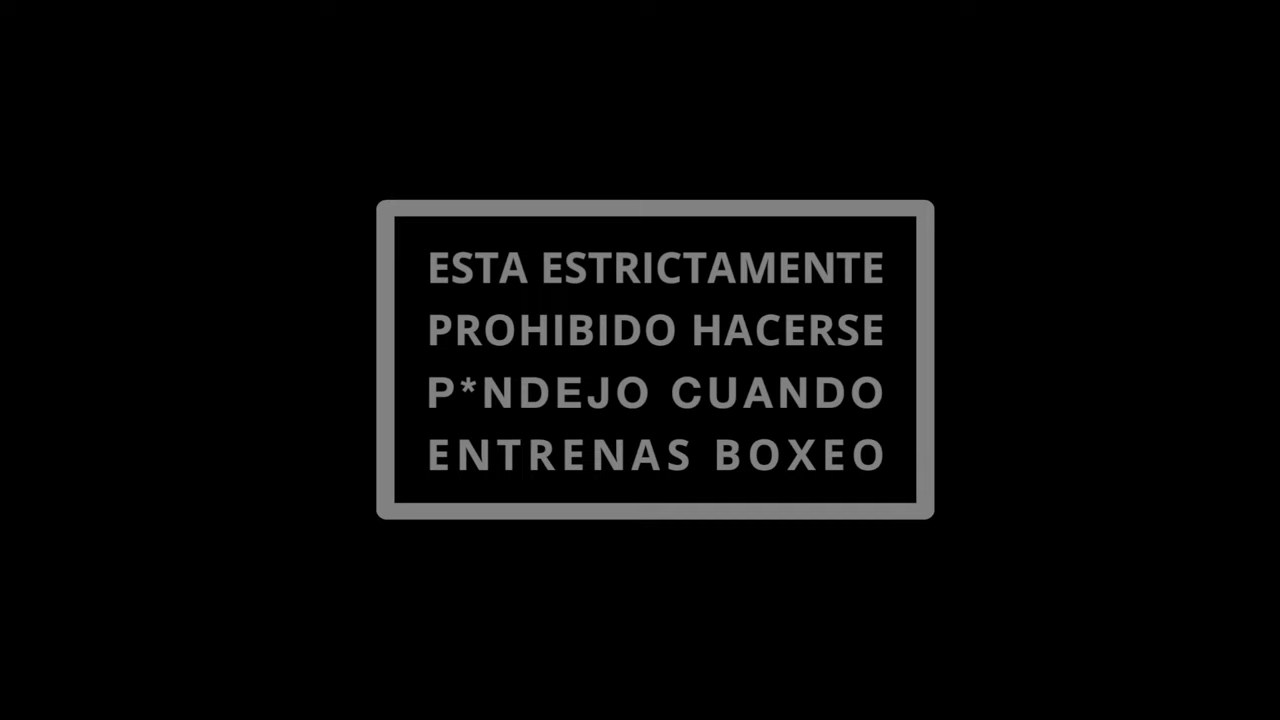 ESTA ESTRICTAMENTE
PROHIBIDO HACERSE
P*NDEJO CUANDO
ENTRENAS BOXEO